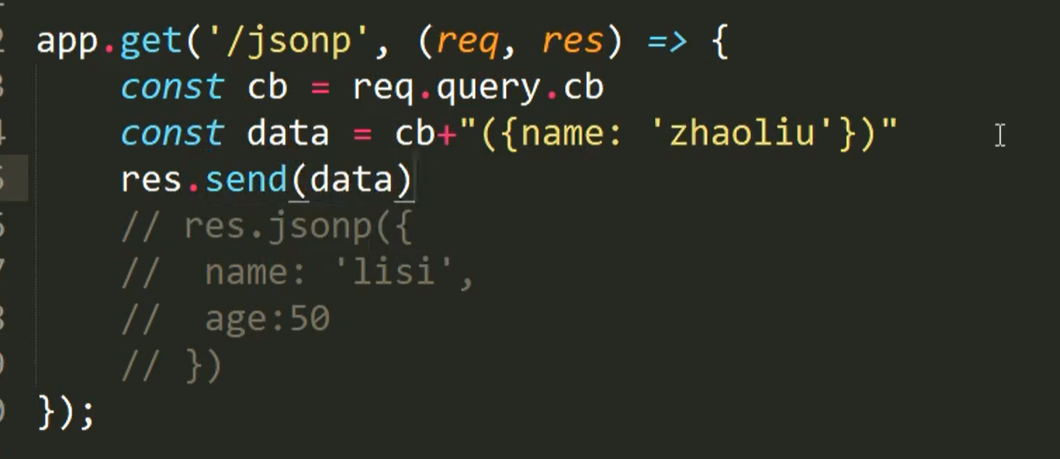 app.get('/jsonp', (req, res) => {
const cb = req.query.cb
const data = cb+"({name: 'zhaoliu'})"
res.send(data)
// res.jsonp({
//  name: 'lisi',
//  age:50
// })
});